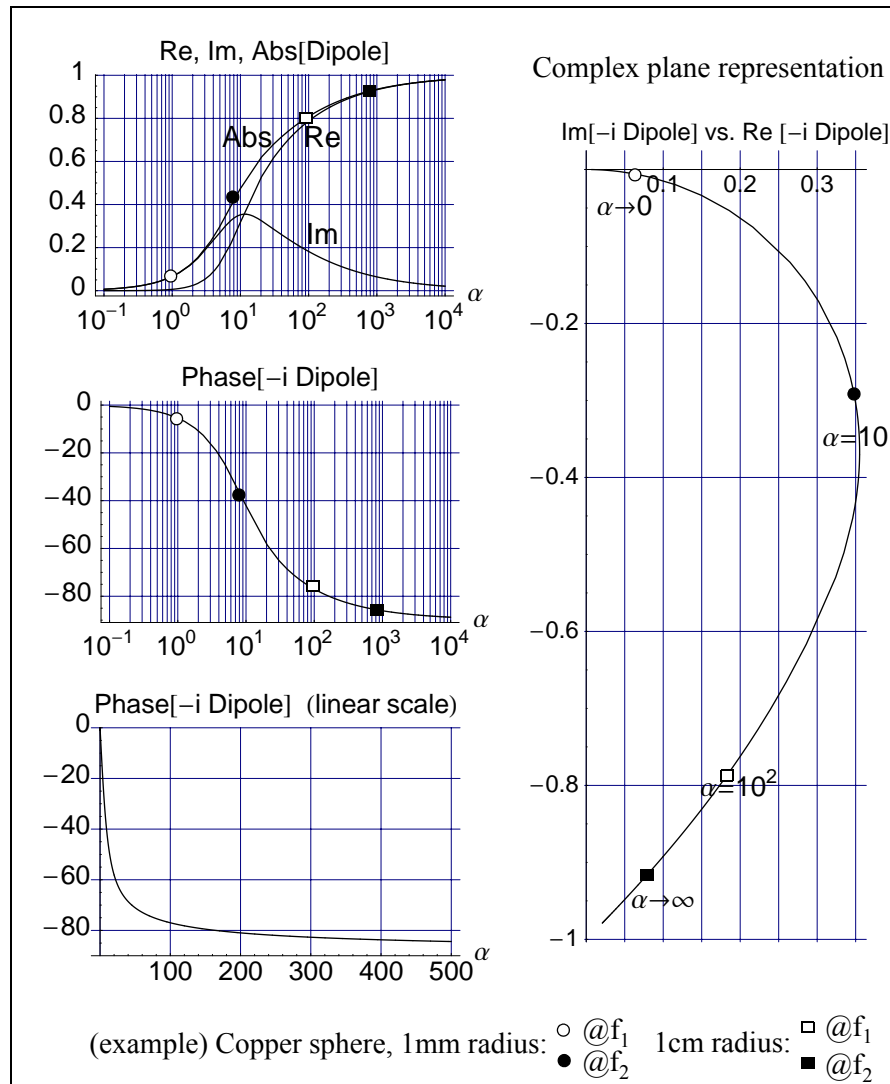 Re, Im, Abs[Dipole]
1
0.8
0.6
0.4
0.2
0
Abs
Re
Im
α
10⁻¹ 10⁰ 10¹ 10² 10³ 10⁴
Phase[−i Dipole]
0
−20
−40
−60
−80
α
10⁻¹ 10⁰ 10¹ 10² 10³ 10⁴
Phase[−i Dipole] (linear scale)
0
−20
−40
−60
−80
100 200 300 400 500 α
Complex plane representation
Im[−i Dipole] vs. Re [−i Dipole]
0.1 0.2 0.3
α→0
−0.2
α=10
−0.4
−0.6
−0.8
α=10²
α→∞
−1
(example) Copper sphere, 1mm radius: @f₁ 1cm radius: @f₁
@f₂ @f₂